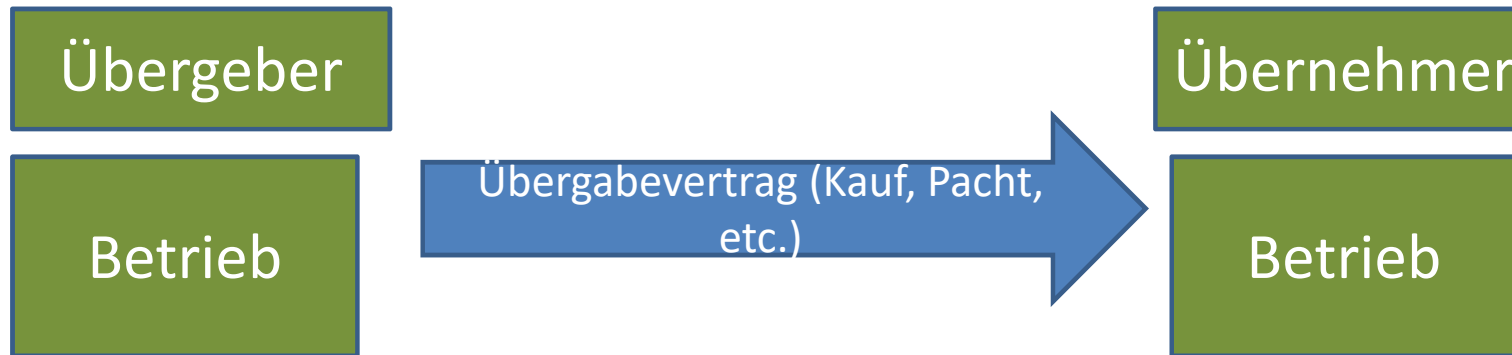 Übergeber
Übernehmer
Übergabevertrag (Kauf, Pacht,
etc.)
Betrieb
Betrieb